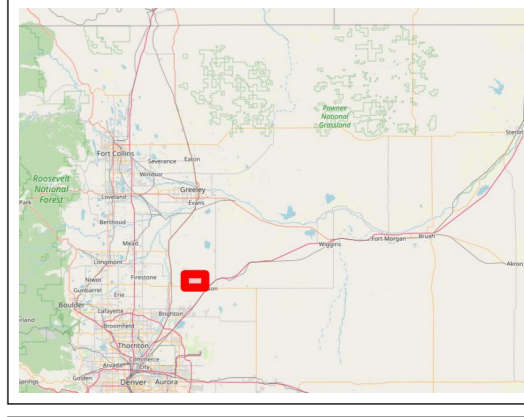 Pawnee
National
Grassland
Fort Collins
Severance
Eaton
Windsor
Roosevelt
National
Forest
Greeley
Loveland
Evans
Park
Berthoud
Mead
Wiggins
Fort Morgan
Brush
Longmont
Akron
Niwot
Firestone
Gunbarrel
Erie
Boulder
Lafayette
Brighton
Broomfield
Thornton
Commerce
City
Arvada
Golden
Denver
Aurora